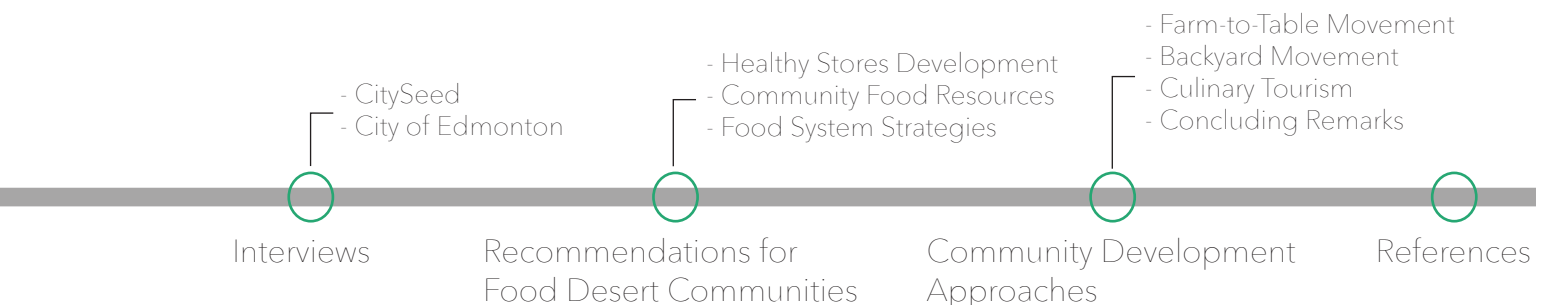 - CitySeed
- City of Edmonton
Interviews
- Healthy Stores Development
- Community Food Resources
- Food System Strategies
Recommendations for
Food Desert Communities
- Farm-to-Table Movement
- Backyard Movement
- Culinary Tourism
- Concluding Remarks
Community Development
Approaches
References